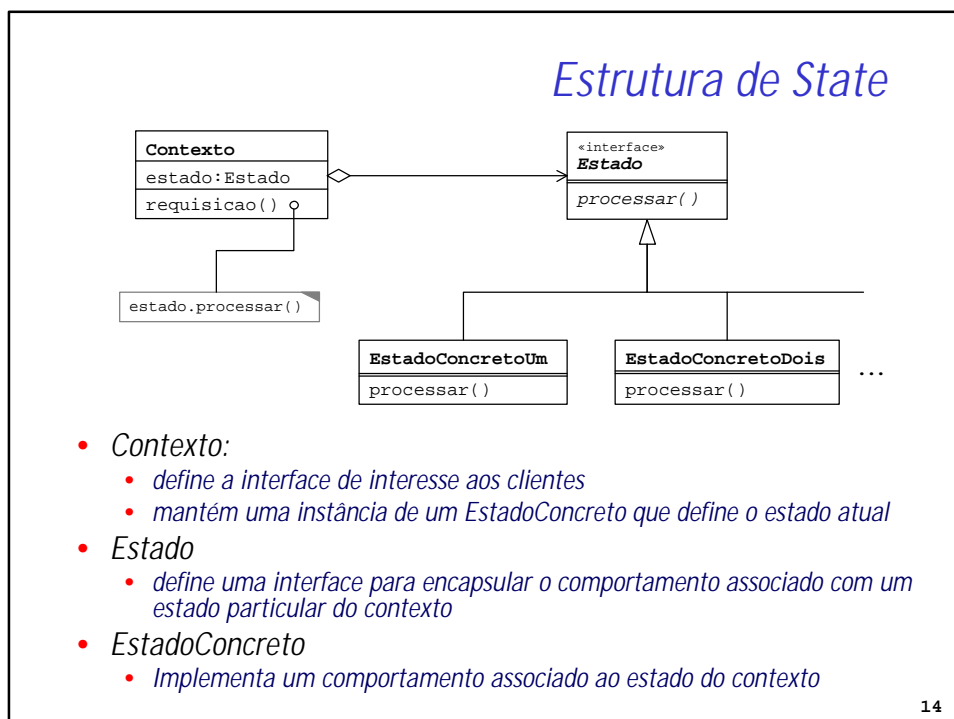 Estrutura de State
Contexto
estado:Estado
requisicao()
«interface»
Estado
processar()
estado.processar()
EstadoConcretoUm
processar()
EstadoConcretoDois
processar()
...
• Contexto:
• define a interface de interesse aos clientes
• mantém uma instância de um EstadoConcreto que define o estado atual
• Estado
• define uma interface para encapsular o comportamento associado com um
estado particular do contexto
• EstadoConcreto
• Implementa um comportamento associado ao estado do contexto
14